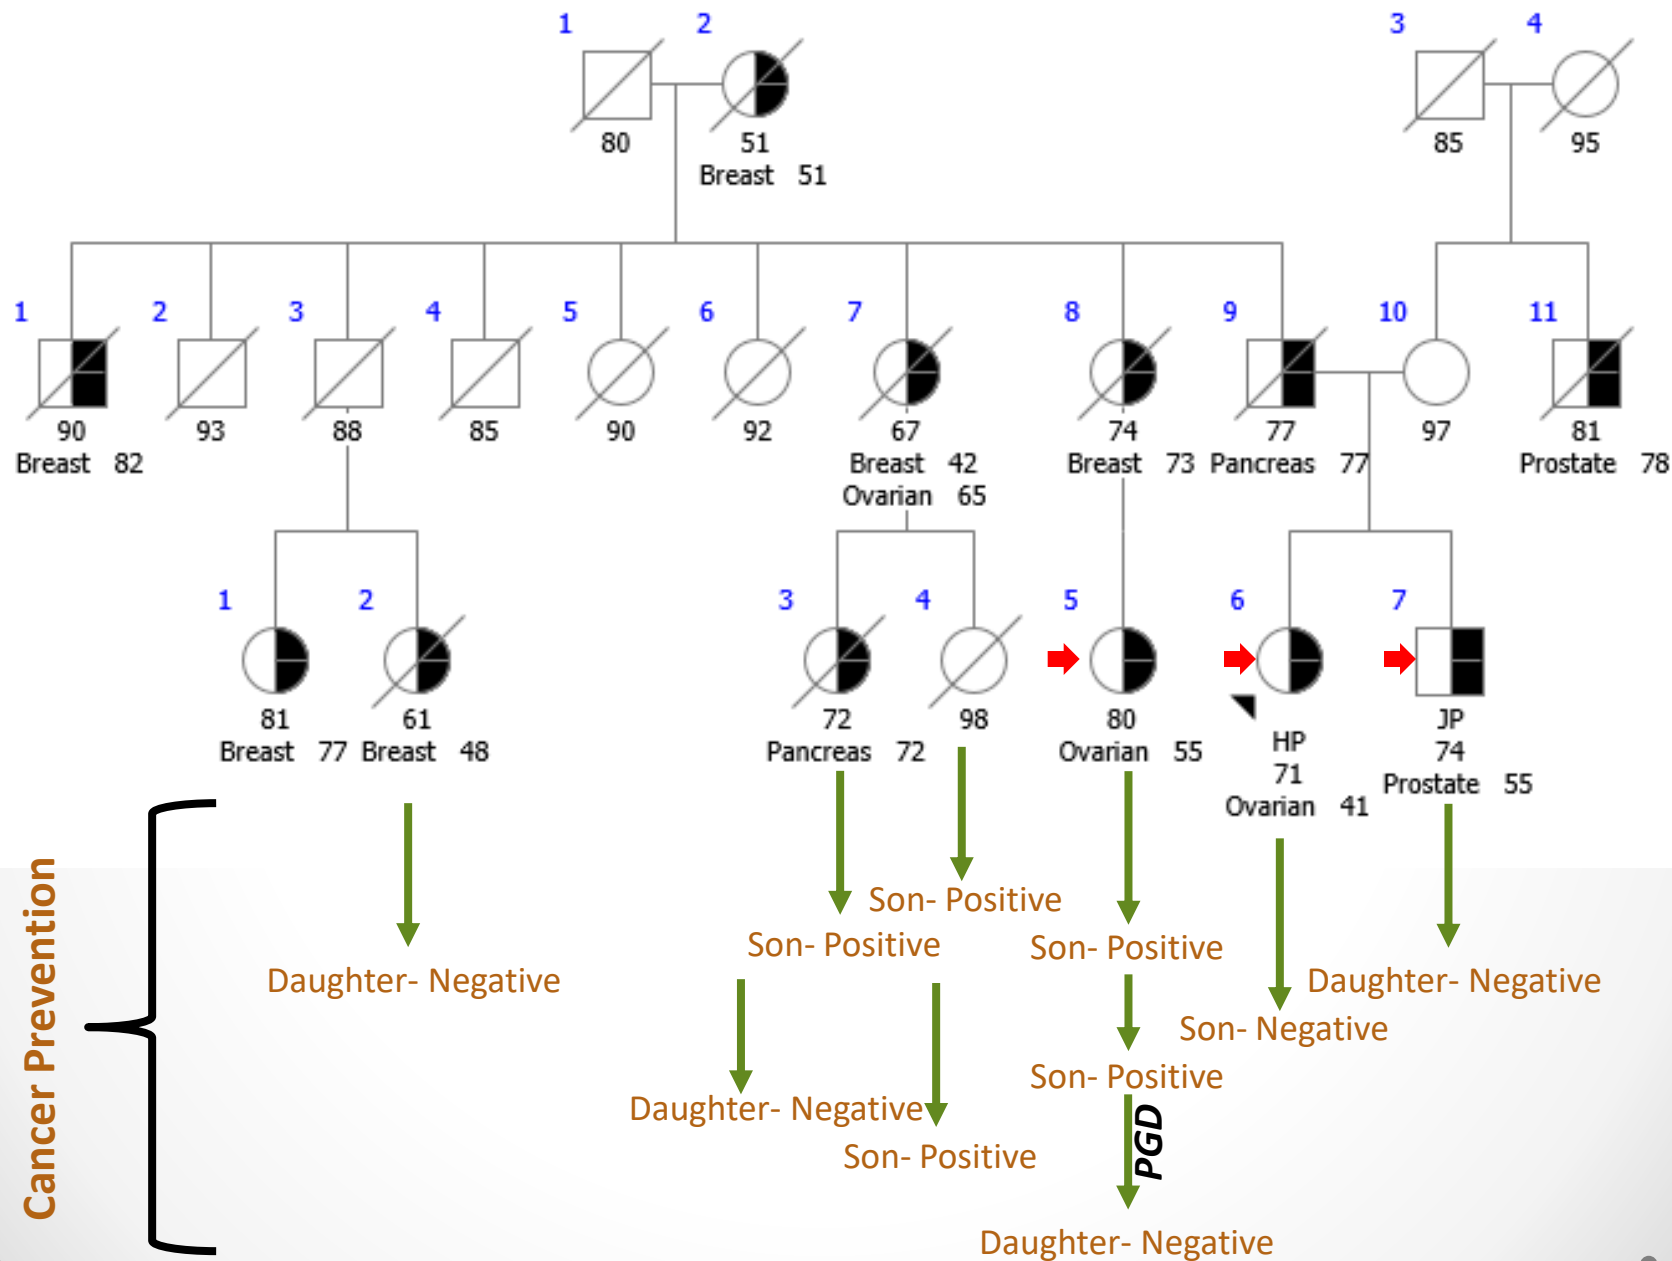 1 2 3 4
80 51 85 95
Breast 51
1 2 3 4 5 6 7 8 9 10 11
90 93 88 85 90 92 67 74 77 97 81
Breast 82 Breast 42 Breast 73 Pancreas 77 Prostate 78
Ovarian 65
1 2 3 4 5 6 7
81 61 72 98 80 HP JP
Breast 77 Breast 48 Pancreas 72 Ovarian 55 71 74
Ovarian 41 Prostate 55
Cancer Prevention
Son- Positive
Son- Positive Son- Positive
Daughter- Negative Daughter- Negative
Son- Negative
Son- Positive
Daughter- Negative
PGD
Son- Positive
Daughter- Negative